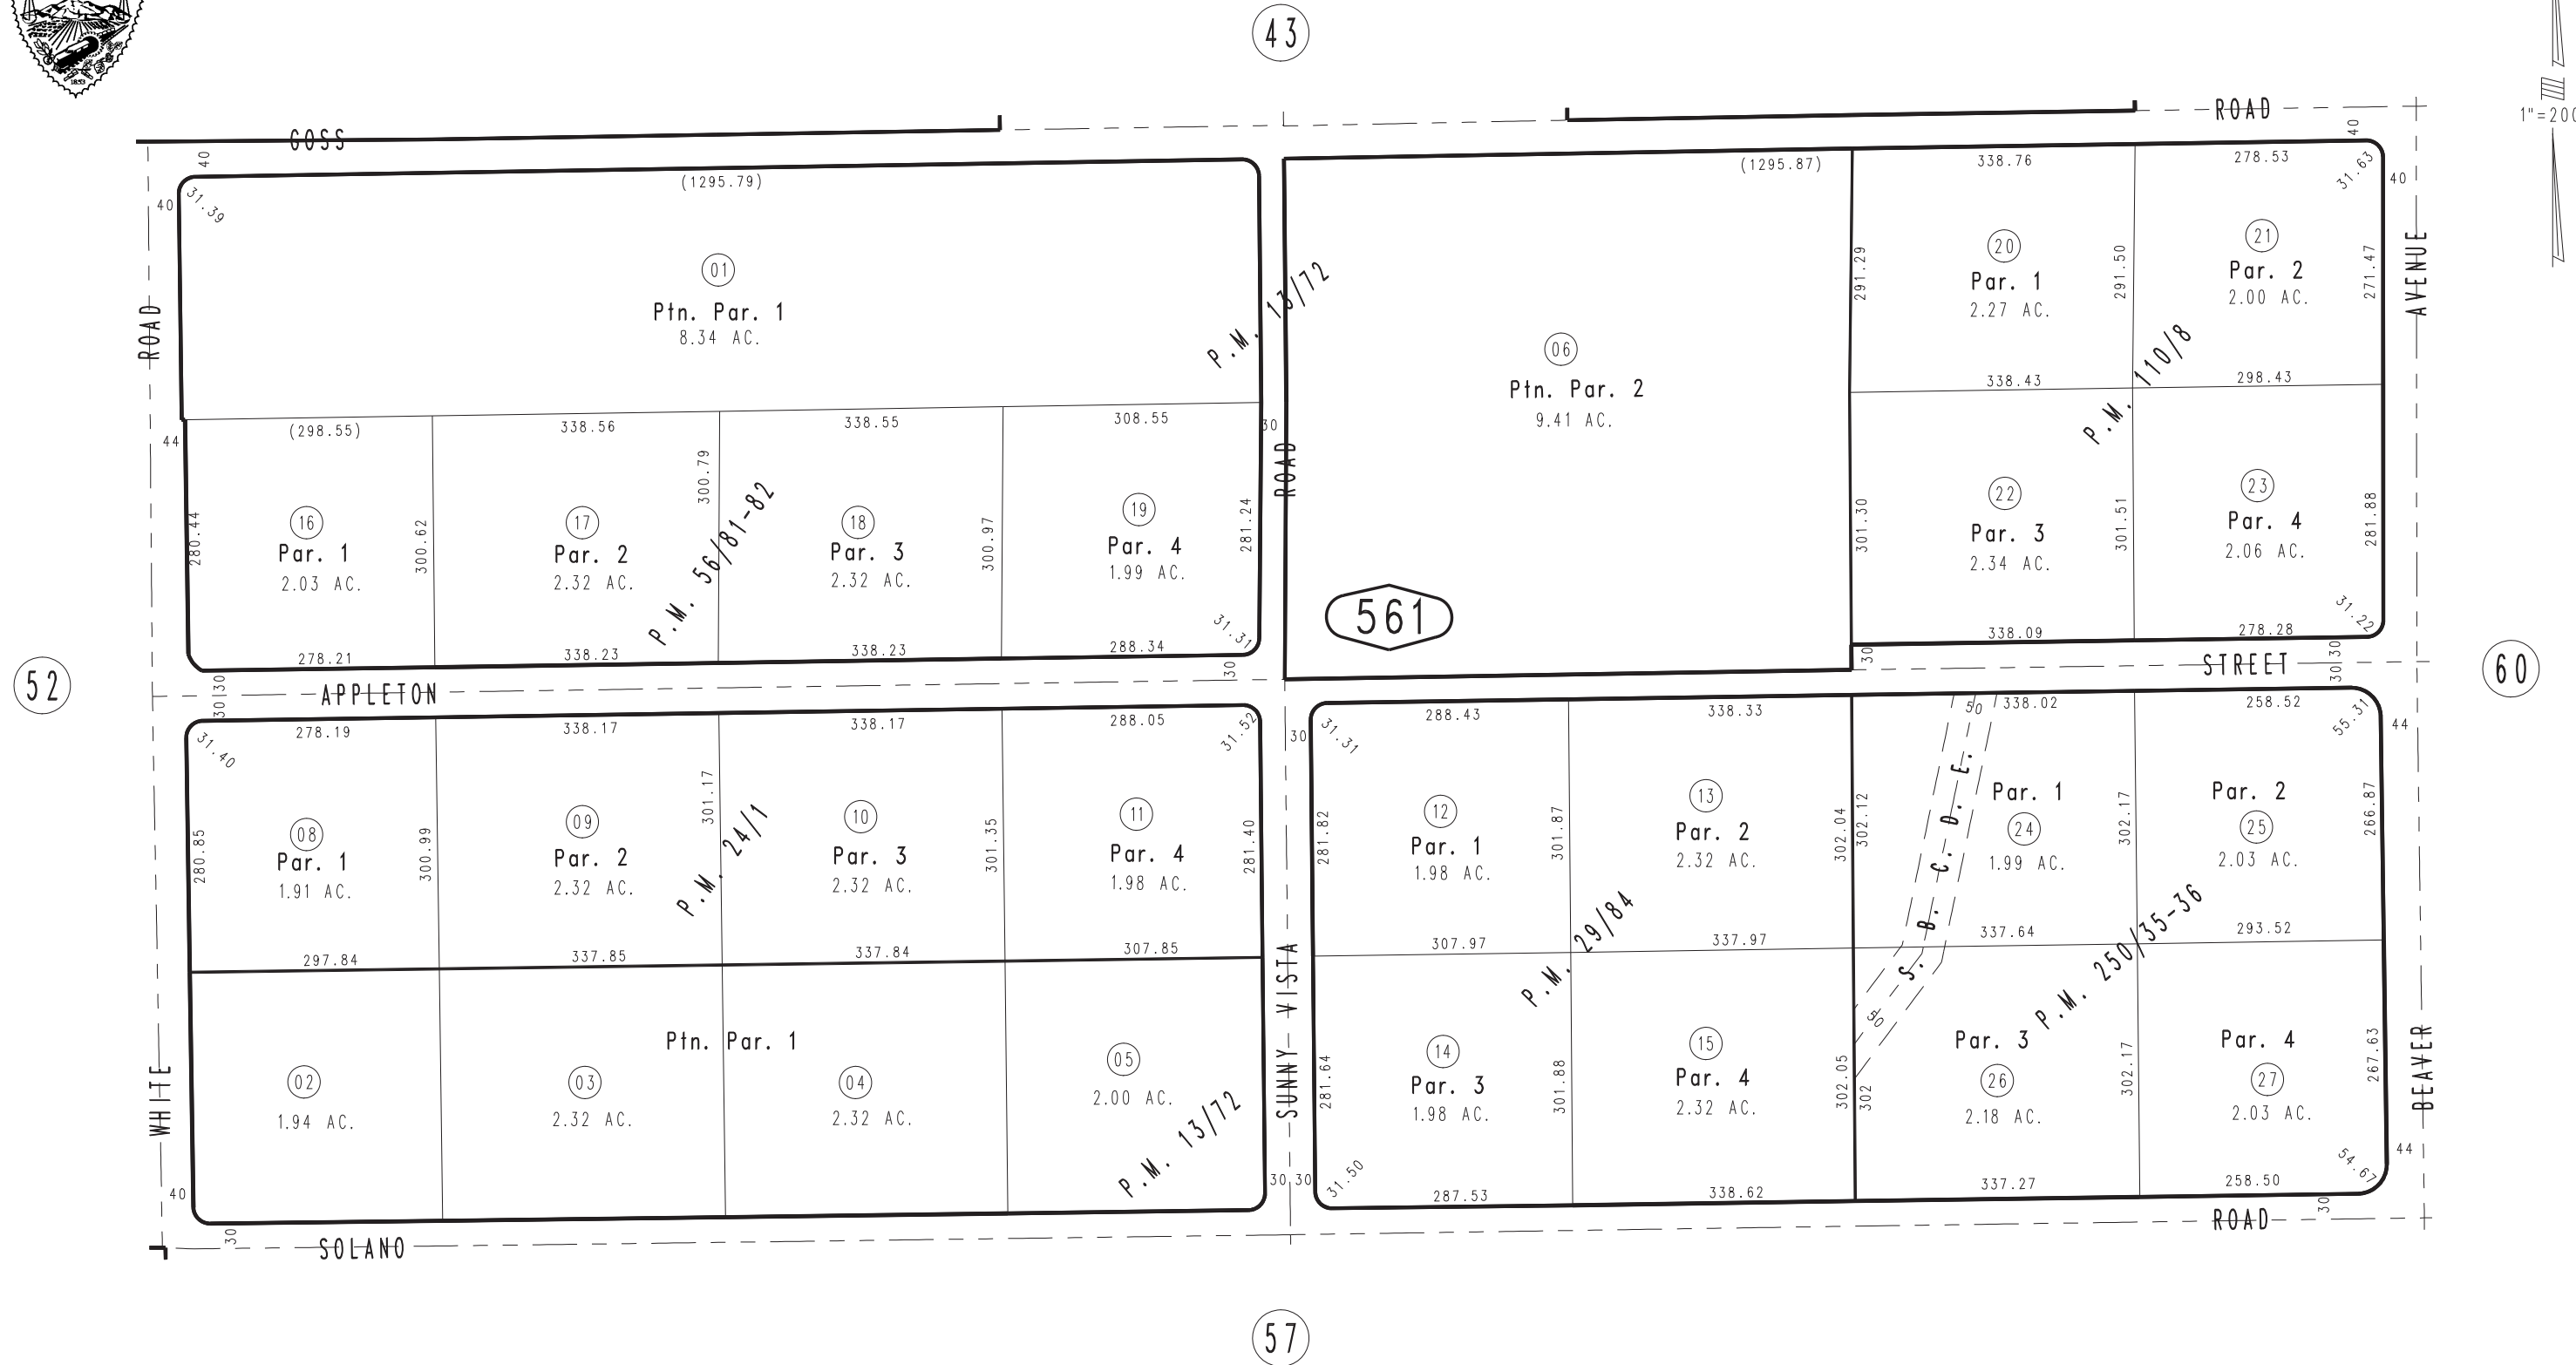 43
1853
1"=200
GOSS
ROAD
40
40
(1295.79)
(1295.87)
338.76
278.53
31.63
40
40
31.39
01
Ptn. Par. 1
8.34 AC.
P.M. 13/72
06
Ptn. Par. 2
9.41 AC.
291.29
20
Par. 1
2.27 AC.
291.50
21
Par. 2
2.00 AC.
271.47
AVENUE
ROAD
338.43
298.43
P.M. 110/8
44
(298.55)
338.56
338.55
308.55
30
ROAD
280.44
16
Par. 1
2.03 AC.
300.62
17
Par. 2
2.32 AC.
300.79
P.M. 56/81-82
18
Par. 3
2.32 AC.
300.97
19
Par. 4
1.99 AC.
281.24
31.31
561
301.30
22
Par. 3
2.34 AC.
301.51
23
Par. 4
2.06 AC.
281.88
31.22
278.21
338.23
338.23
288.34
338.09
278.28
52
30
30
APPLETON
30
30
STREET
30
30
60
278.19
338.17
338.17
288.05
31.40
31.52
30
31.31
288.43
338.33
50
338.02
258.52
55.31
44
280.85
08
Par. 1
1.91 AC.
300.99
09
Par. 2
2.32 AC.
301.17
P.M. 24/1
10
Par. 3
2.32 AC.
301.35
11
Par. 4
1.98 AC.
281.40
281.82
12
Par. 1
1.98 AC.
301.87
13
Par. 2
2.32 AC.
302.04
302.12
S. B. C. D. E.
Par. 1
24
1.99 AC.
302.17
Par. 2
25
2.03 AC.
266.87
297.84
337.85
337.84
307.85
307.97
337.97
337.64
293.52
P.M. 29/84
P.M. 250/35-36
Ptn. Par. 1
02
1.94 AC.
03
2.32 AC.
04
2.32 AC.
05
2.00 AC.
P.M. 13/72
SUNNY VISTA
281.64
14
Par. 3
1.98 AC.
301.88
15
Par. 4
2.32 AC.
302.05
302
50
Par. 3
26
2.18 AC.
302.17
Par. 4
27
2.03 AC.
267.63
54.67
WHITE
BEAVER
44
40
30
30
31.50
287.53
338.62
337.27
258.50
30
SOLANO
30
ROAD
57